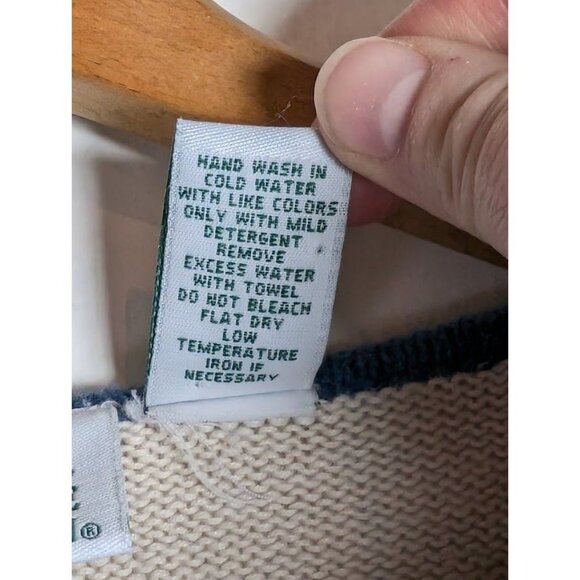 HAND WASH IN
COLD WATER
WITH LIKE COLORS
ONLY WITH MILD
DETERGENT
REMOVE
EXCESS WATER
WITH TOWEL
DO NOT BLEACH
FLAT DRY
LOW
TEMPERATURE
IRON IF
NECESSARY
®